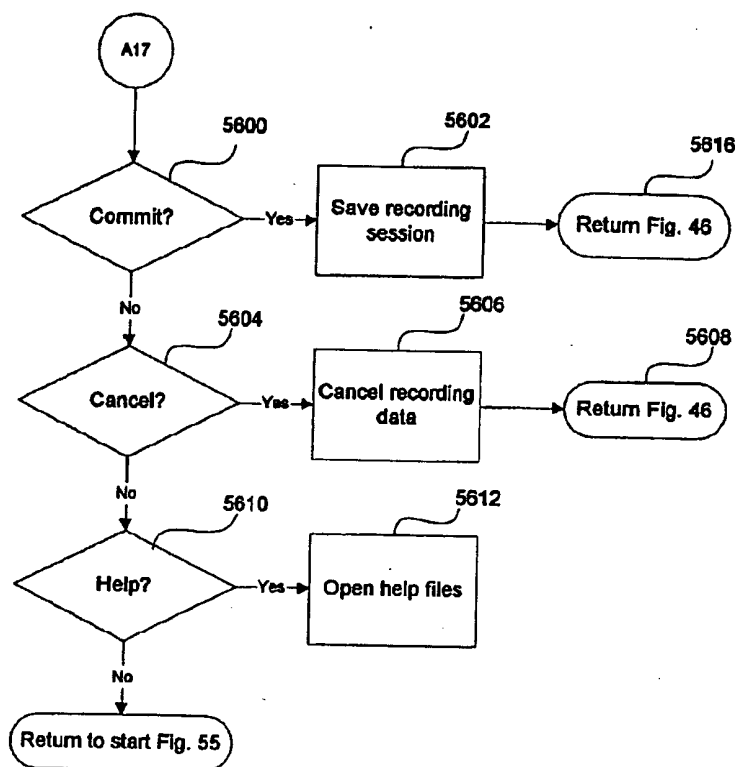 A17
5600
5602
5616
Commit?
Yes
Save recording
session
Return Fig. 46
No
5604
5606
5608
Cancel?
Yes
Cancel recording
data
Return Fig. 46
No
5610
5612
Help?
Yes
Open help files
No
Return to start Fig. 55